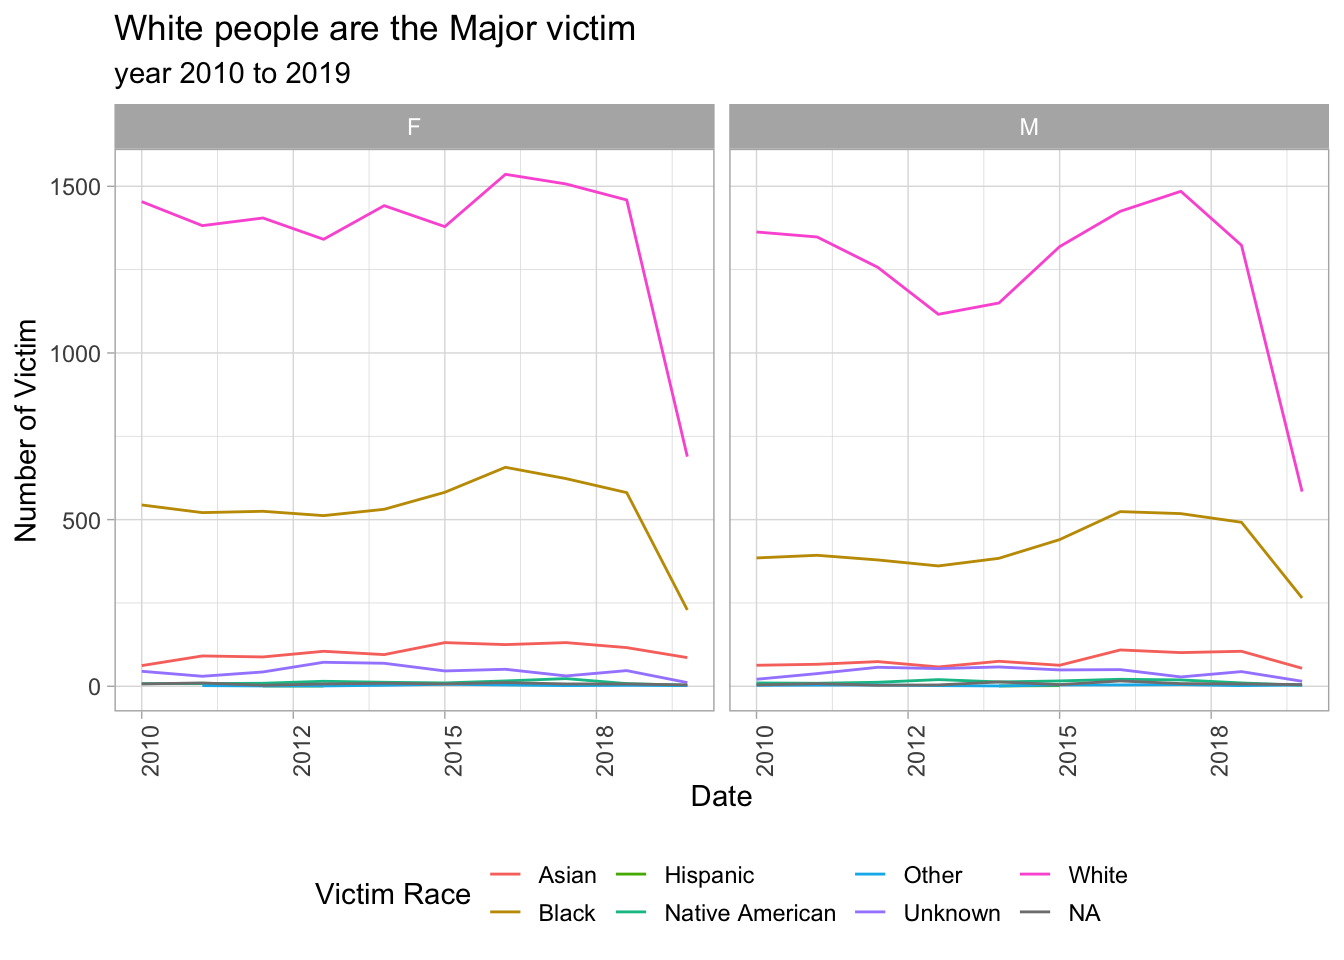 White people are the Major victim
year 2010 to 2019
F
M
1500
1000
500
0
Number of Victim
2010
2012
2015
2018
2010
2012
2015
2018
Date
Victim Race
Asian
Hispanic
Other
White
Black
Native American
Unknown
NA